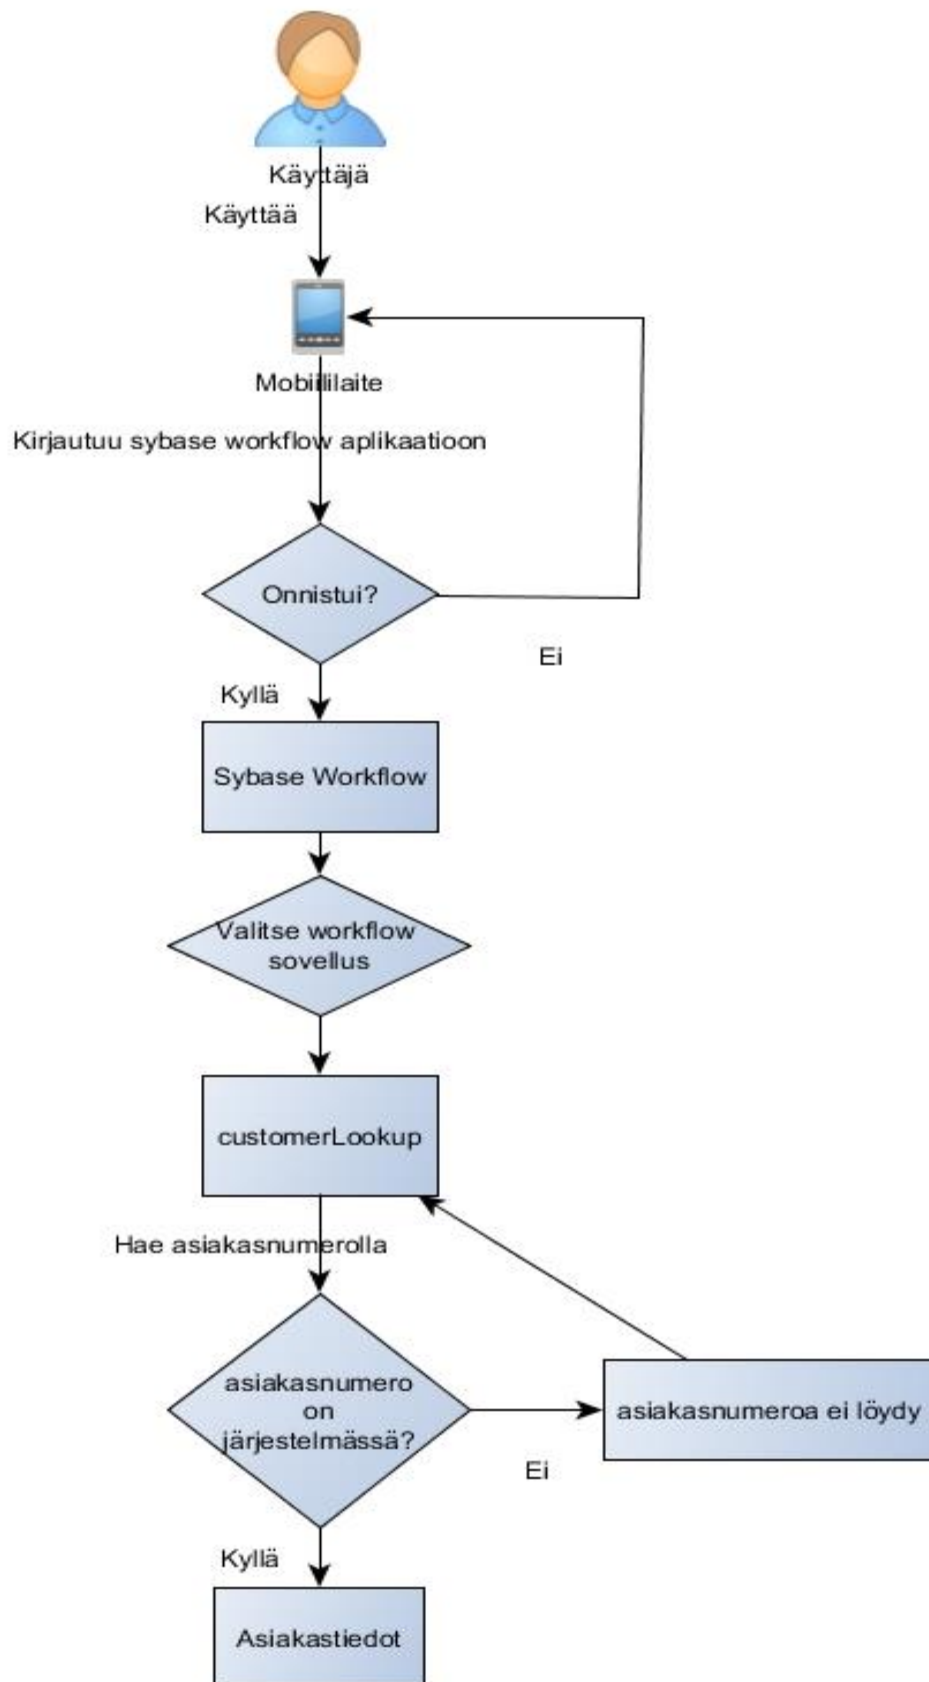 Käyttäjä
Käyttää
Mobiililaite
Kirjautuu sybase workflow aplikaatioon
Onnistui?
Ei
Kyllä
Sybase Workflow
Valitse workflow
sovellus
customerLookup
Hae asiakasnumerolla
asiakasnumero
on
järjestelmässä?
asiakasnumeroa ei löydy
Ei
Kyllä
Asiakastiedot